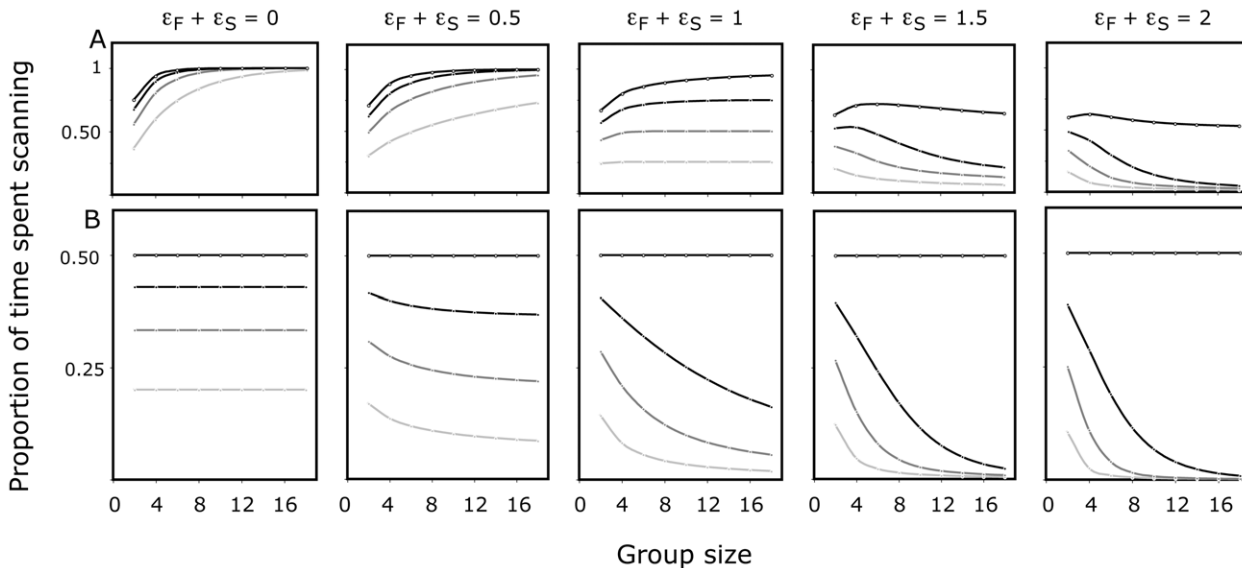 εF + εS = 0
εF + εS = 0.5
εF + εS = 1
εF + εS = 1.5
εF + εS = 2
Proportion of time spent scanning
A
1
0.50
B
0.50
0.25
0 4 8 12 16
0 4 8 12 16
0 4 8 12 16
0 4 8 12 16
0 4 8 12 16
Group size